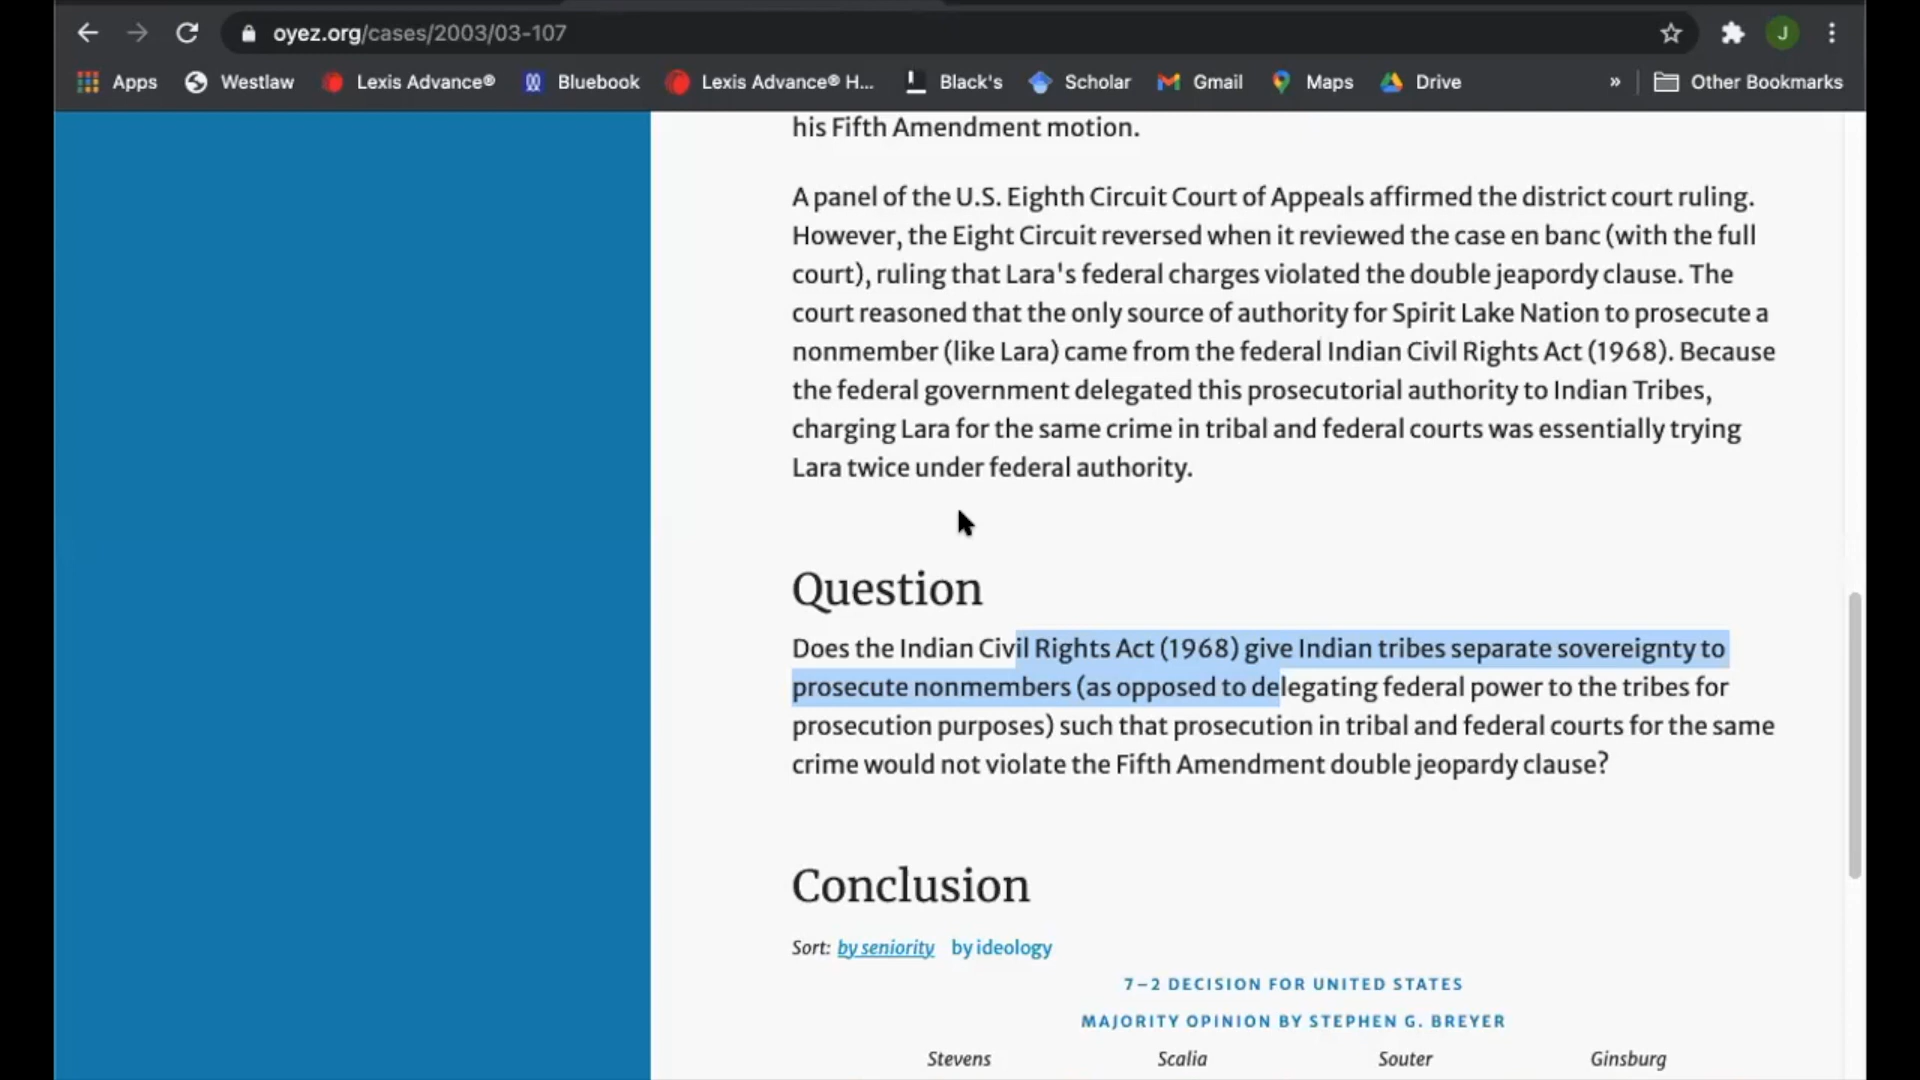 oyez.org/cases/2003/03-107
J
Apps Westlaw Lexis Advance® Bluebook Lexis Advance® H... Black's Scholar Gmail Maps Drive » Other Bookmarks
his Fifth Amendment motion.
A panel of the U.S. Eighth Circuit Court of Appeals affirmed the district court ruling.
However, the Eight Circuit reversed when it reviewed the case en banc (with the full
court), ruling that Lara's federal charges violated the double jeapordy clause. The
court reasoned that the only source of authority for Spirit Lake Nation to prosecute a
nonmember (like Lara) came from the federal Indian Civil Rights Act (1968). Because
the federal government delegated this prosecutorial authority to Indian Tribes,
charging Lara for the same crime in tribal and federal courts was essentially trying
Lara twice under federal authority.
Question
Does the Indian Civil Rights Act (1968) give Indian tribes separate sovereignty to
prosecute nonmembers (as opposed to delegating federal power to the tribes for
prosecution purposes) such that prosecution in tribal and federal courts for the same
crime would not violate the Fifth Amendment double jeopardy clause?
Conclusion
Sort: by seniority by ideology
7–2 DECISION FOR UNITED STATES
MAJORITY OPINION BY STEPHEN G. BREYER
Stevens Scalia Souter Ginsburg